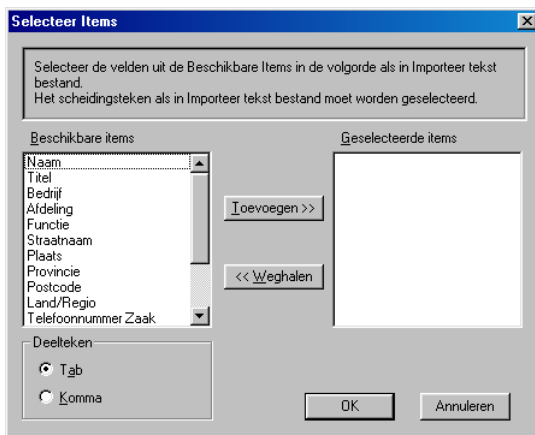 Selecteer Items
Selecteer de velden uit de Beschikbare Items in de volgorde als in Importeer tekst
bestand.
Het scheidingsteken als in Importeer tekst bestand moet worden geselecteerd.
Beschikbare items
Geselecteerde items
Naam
Titel
Bedrijf
Afdeling
Functie
Straatnaam
Plaats
Provincie
Postcode
Land/Regio
Telefoonnummer Zaak
Toevoegen >>
<< Weghalen
Deelteken
Tab
Komma
OK
Annuleren